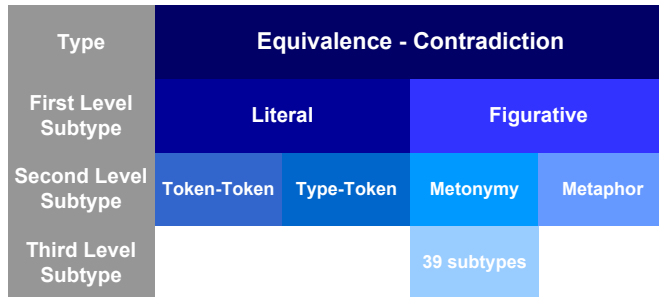 Type
Equivalence - Contradiction
First Level
Subtype
Literal
Figurative
Second Level
Subtype
Token-Token
Type-Token
Metonymy
Metaphor
Third Level
Subtype
39 subtypes